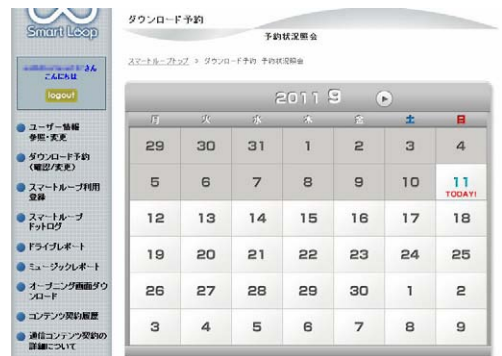 Smart Loop
さん
こんにちは
logout
ユーザー情報
参照・変更
ダウンロード予約
(確認/変更)
スマートループ利用
登録
スマートループ
ドットログ
ドライブレポート
ミュージックレポート
オープニング画面ダウ
ンロード
コンテンツ契約履歴
通信コンテンツ契約の
詳細について
ダウンロード予約
予約状況照会
スマートループトップ > ダウンロード予約 予約状況照会
2011 9
月 火 水 木 金 土 日
29 30 31 1 2 3 4
5 6 7 8 9 10 11
TODAY!
12 13 14 15 16 17 18
19 20 21 22 23 24 25
26 27 28 29 30 1 2
3 4 5 6 7 8 9